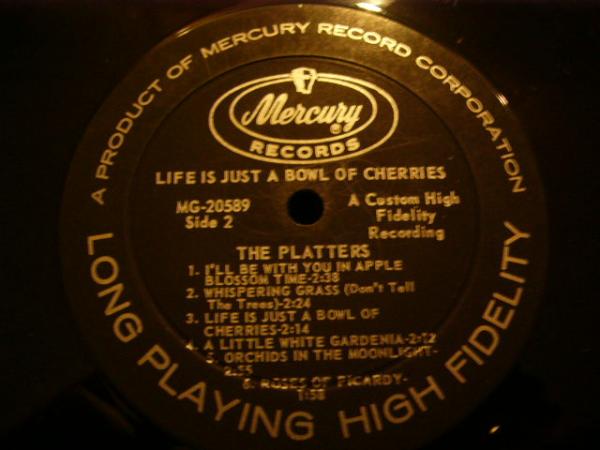 A PRODUCT OF MERCURY RECORD CORPORATION
Mercury
®
RECORDS
LIFE IS JUST A BOWL OF CHERRIES
MG-20589
Side 2
A Custom High
Fidelity
Recording
THE PLATTERS
1. I'LL BE WITH YOU IN APPLE
BLOSSOM TIME-2:38
2. WHISPERING GRASS (Don't Tell
The Trees)-2:24
3. LIFE IS JUST A BOWL OF
CHERRIES-2:14
4. A LITTLE WHITE GARDENIA-2:12
5. ORCHIDS IN THE MOONLIGHT-
2:55
6. ROSES OF PICARDY-
1:58
LONG PLAYING HIGH FIDELITY